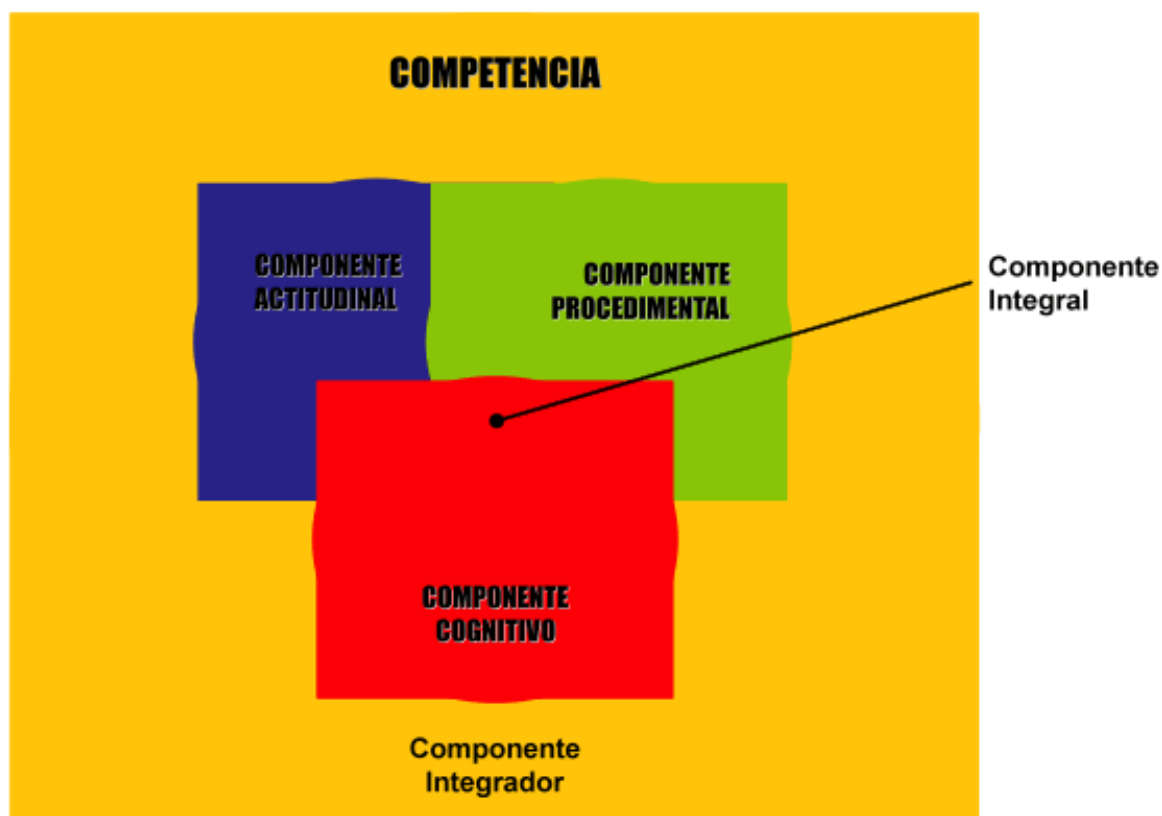 COMPETENCIA
COMPONENTE
ACTITUDINAL
COMPONENTE
PROCEDIMENTAL
Componente
Integral
COMPONENTE
COGNITIVO
Componente
Integrador